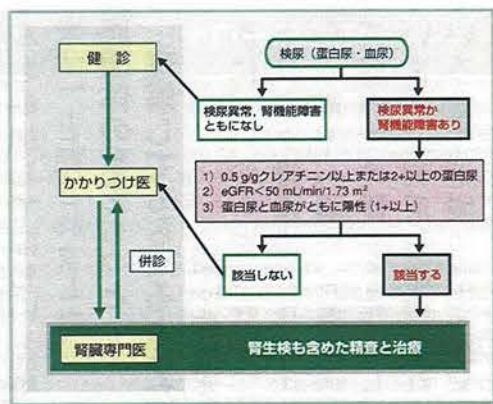 健診
検尿（蛋白尿・血尿）
検尿異常，腎機能障害
ともになし
検尿異常か
腎機能障害あり
1) 0.5 g/gクレアチニン以上または2+以上の蛋白尿
2) eGFR＜50 mL/min/1.73 m²
3) 蛋白尿と血尿がともに陽性(1+以上)
かかりつけ医
併診
該当しない
該当する
腎臓専門医
腎生検も含めた精査と治療